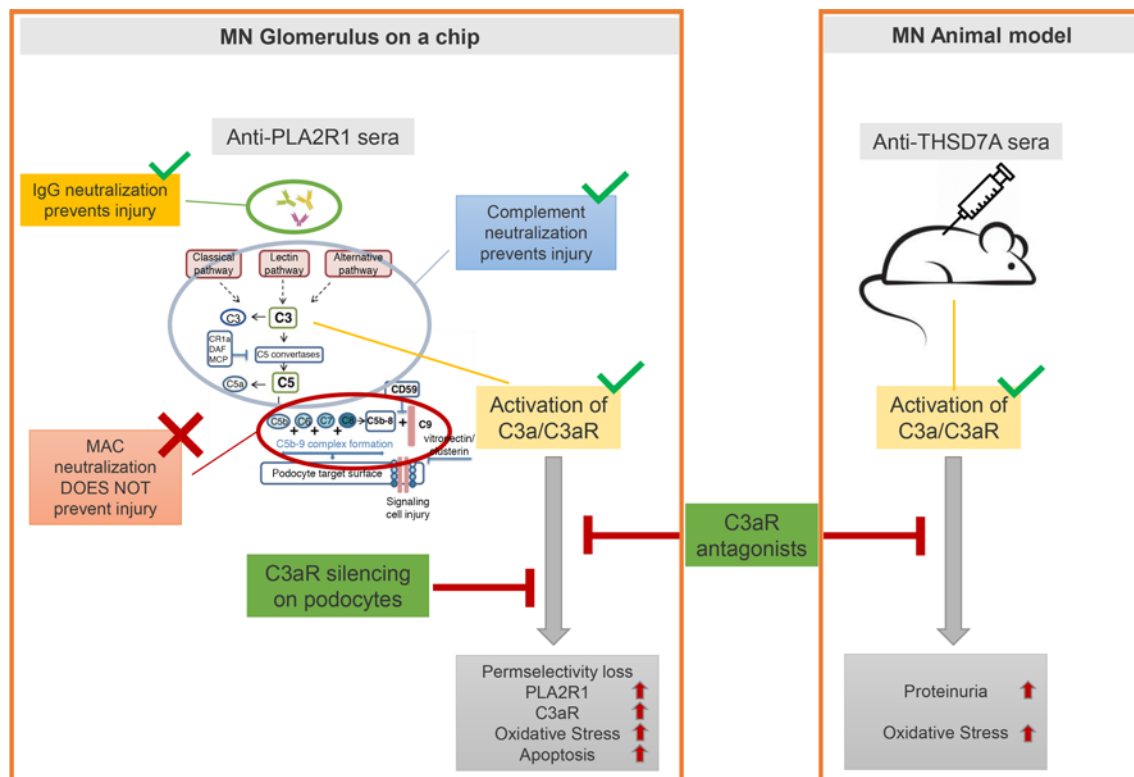 MN Glomerulus on a chip
Anti-PLA2R1 sera
IgG neutralization
prevents injury
Complement
neutralization
prevents injury
Classical
pathway
Lectin
pathway
Alternative
pathway
C3
C3
CR1a
DAF
MCP
C5 convertases
C5a
C5
CD59
C5b
C6
C7
C8
C5b-8
+
C9
+
+
+
C5b-9 complex formation
vitronectin/
clusterin
Podocyte target surface
Signaling
cell injury
MAC
neutralization
DOES NOT
prevent injury
Activation of
C3a/C3aR
C3aR silencing
on podocytes
C3aR
antagonists
Permselectivity loss
PLA2R1
C3aR
Oxidative Stress
Apoptosis
MN Animal model
Anti-THSD7A sera
Activation of
C3a/C3aR
Proteinuria
Oxidative Stress